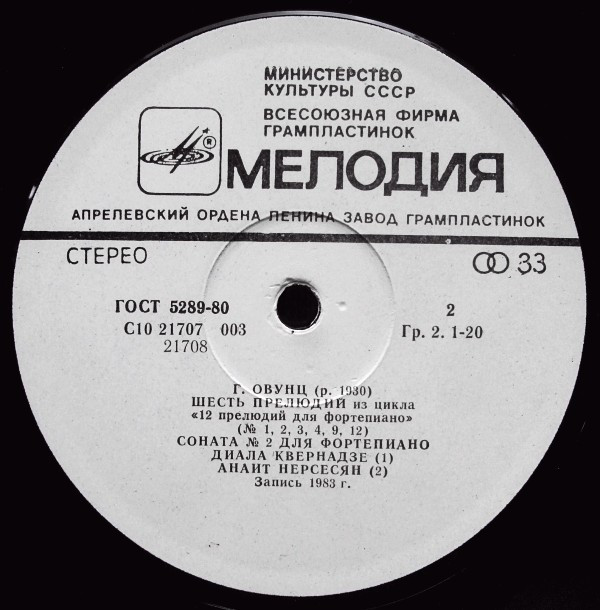 МИНИСТЕРСТВО
КУЛЬТУРЫ СССР
ВСЕСОЮЗНАЯ ФИРМА
ГРАМПЛАСТИНОК
®
МЕЛОДИЯ
АПРЕЛЕВСКИЙ ОРДЕНА ЛЕНИНА ЗАВОД ГРАМПЛАСТИНОК
СТЕРЕО
33
ГОСТ 5289-80
2
С10 21707 003
Гр. 2. 1-20
21708
Г. ОВУНЦ (р. 1930)
ШЕСТЬ ПРЕЛЮДИЙ из цикла
«12 прелюдий для фортепиано»
(№ 1, 2, 3, 4, 9, 12)
СОНАТА № 2 ДЛЯ ФОРТЕПИАНО
ДИАЛА КВЕРНАДЗЕ (1)
АНАИТ НЕРСЕСЯН (2)
Запись 1983 г.